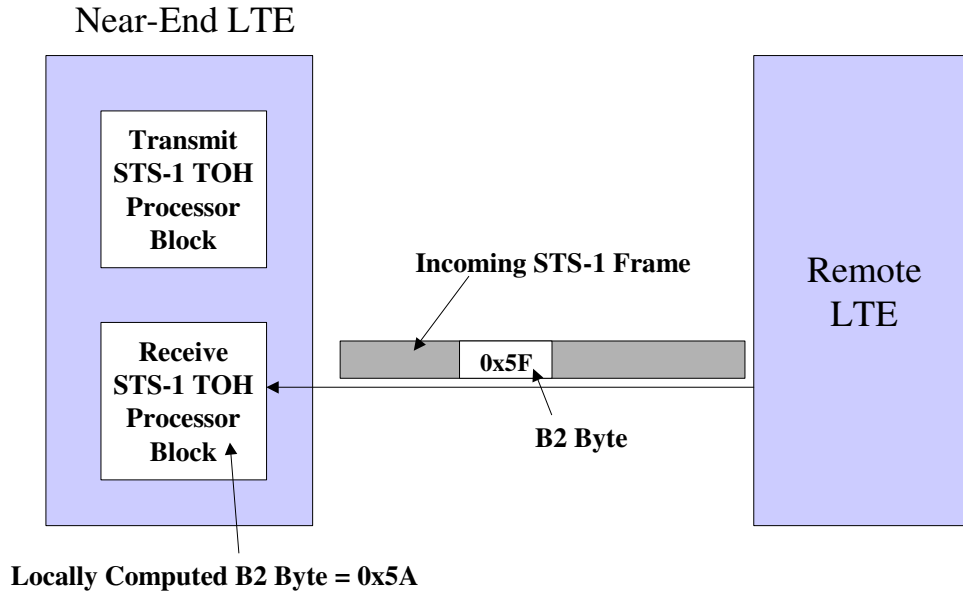 Near-End LTE
Transmit
STS-1 TOH
Processor
Block
Incoming STS-1 Frame
Remote
LTE
Receive
STS-1 TOH
Processor
Block
0x5F
B2 Byte
Locally Computed B2 Byte = 0x5A